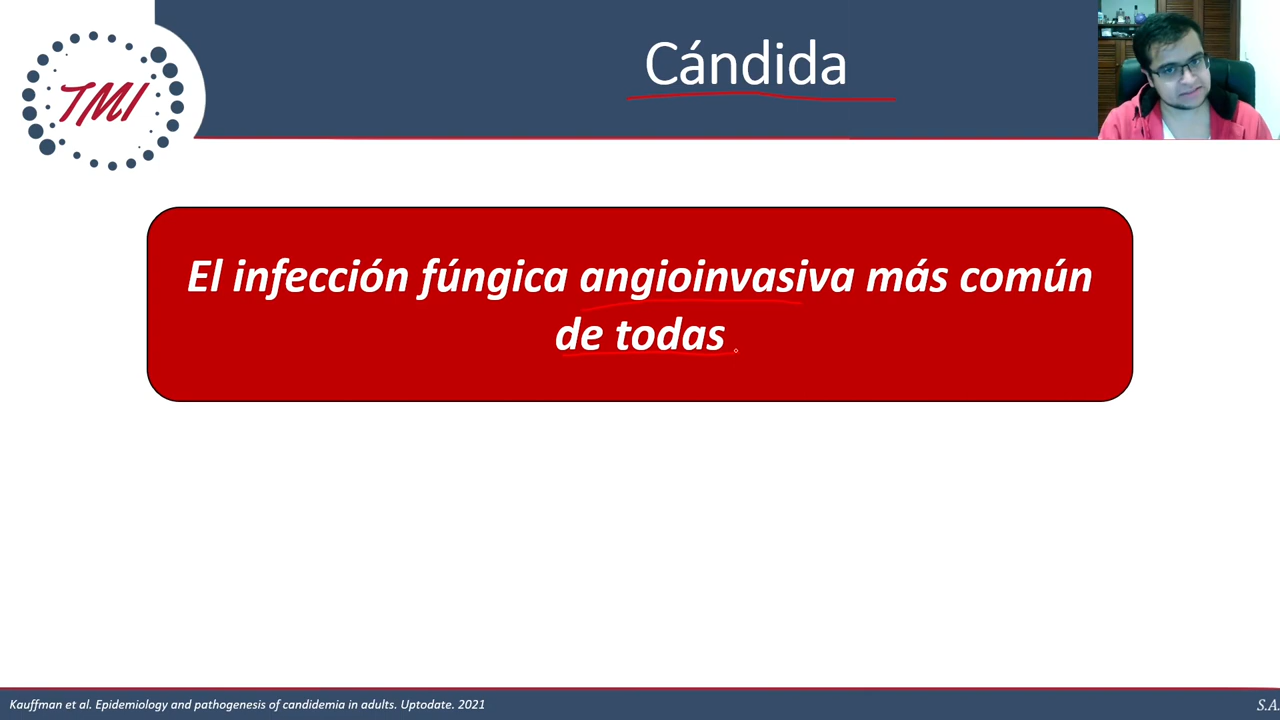 Cándida
TMI
El infección fúngica angioinvasiva más común
de todas
Kauffman et al. Epidemiology and pathogenesis of candidemia in adults. Uptodate. 2021
S.A.